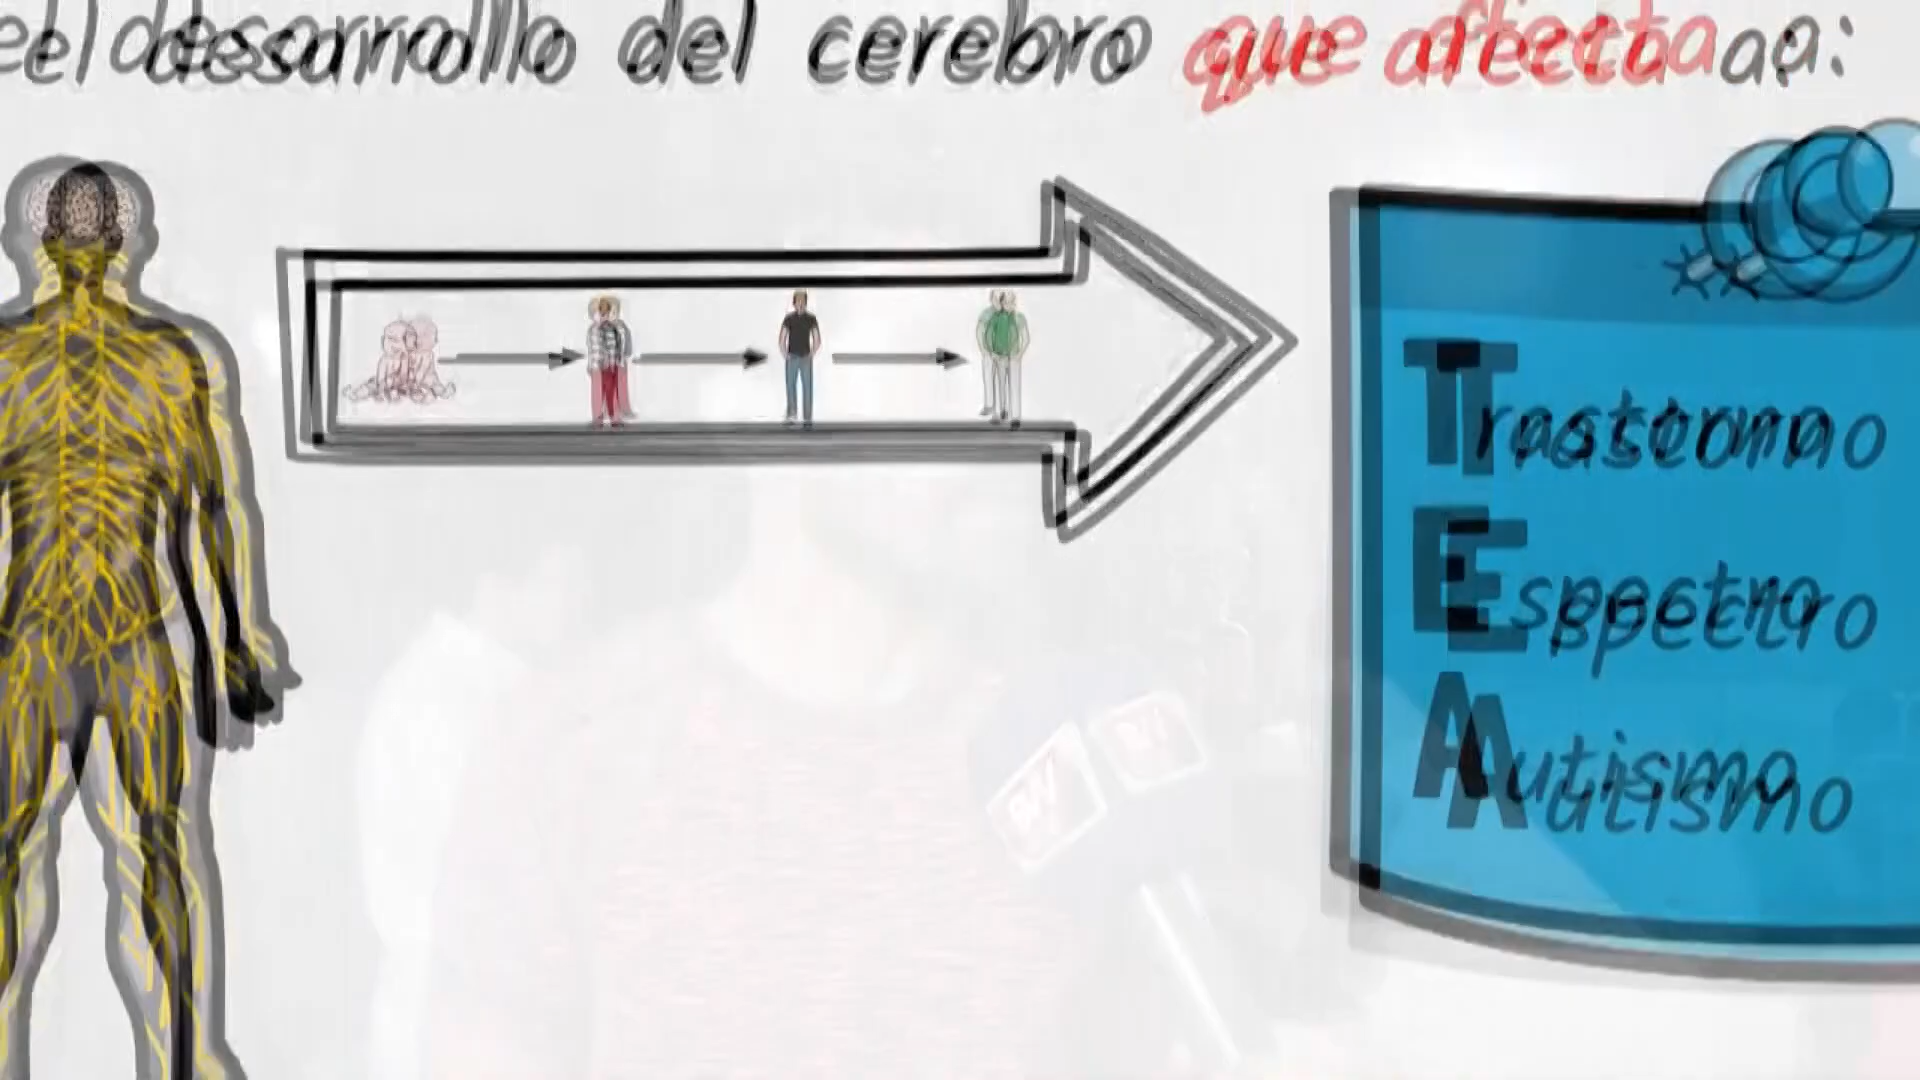 el desarrollo del cerebro que afecta a:
Trastorno
Espectro
Autismo